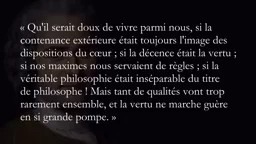 « Qu'il serait doux de vivre parmi nous, si la
contenance extérieure était toujours l'image des
dispositions du cœur ; si la décence était la vertu ;
si nos maximes nous servaient de règles ; si la
véritable philosophie était inséparable du titre
de philosophe ! Mais tant de qualités vont trop
rarement ensemble, et la vertu ne marche guère
en si grande pompe. »